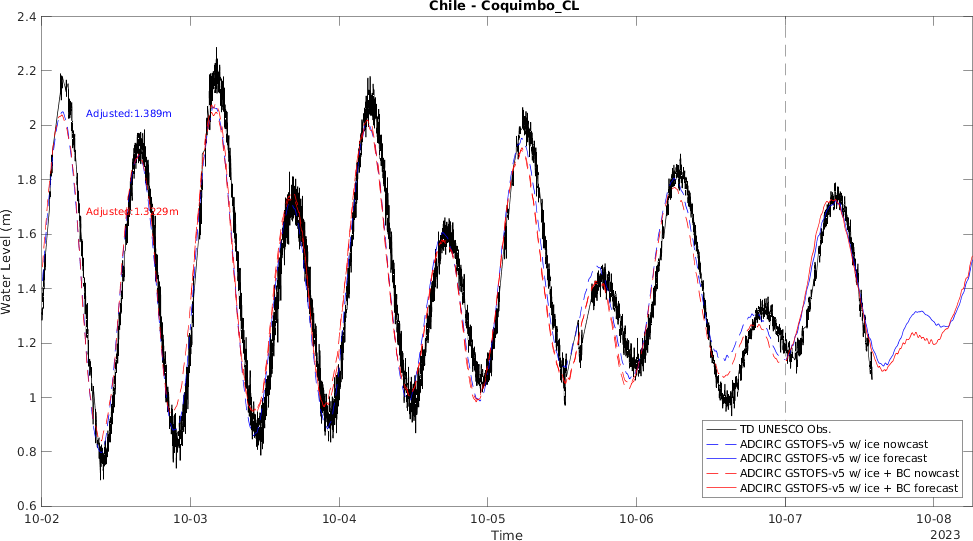 Chile - Coquimbo_CL
2.4
2.2
2
1.8
1.6
1.4
1.2
1
0.8
0.6
Water Level (m)
Adjusted:1.389m
Adjusted:1.3229m
TD UNESCO Obs.
ADCIRC GSTOFS-v5 w/ ice nowcast
ADCIRC GSTOFS-v5 w/ ice forecast
ADCIRC GSTOFS-v5 w/ ice + BC nowcast
ADCIRC GSTOFS-v5 w/ ice + BC forecast
10-02 10-03 10-04 10-05 10-06 10-07 10-08
Time
2023